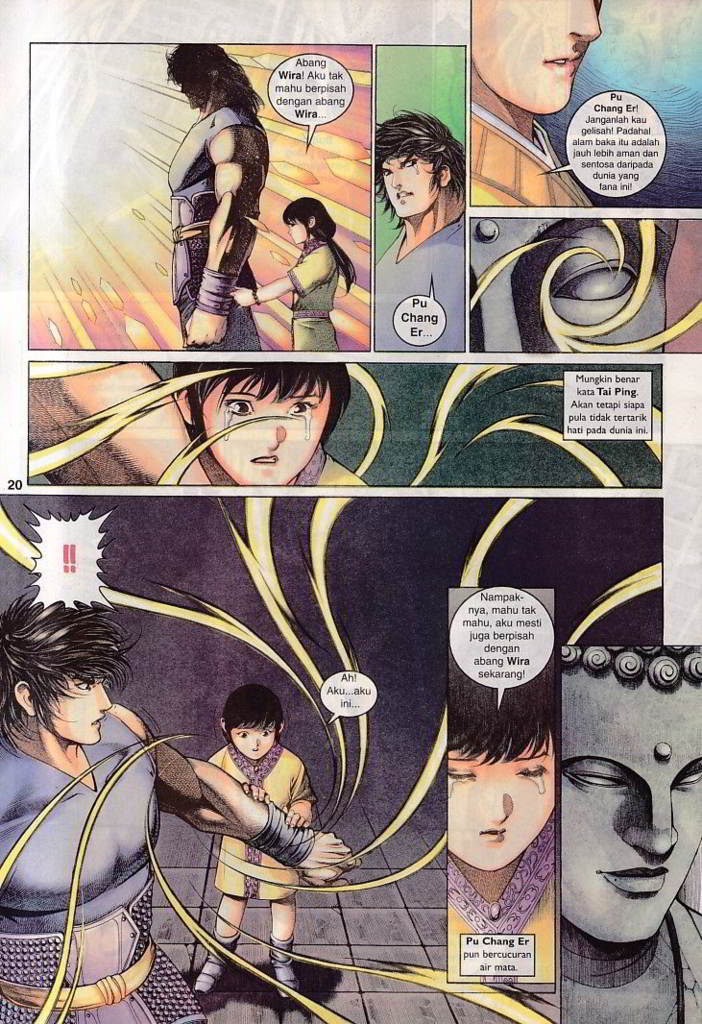 Abang
Wira! Aku tak
mahu berpisah
dengan abang
Wira...
Pu Chang
Er...
Pu
Chang Er!
Janganlah kau
gelisah! Padahal
alam baka itu adalah
jauh lebih aman dan
sentosa daripada
dunia yang
fana ini!
Mungkin benar
kata Tai Ping.
Akan tetapi siapa
pula tidak tertarik
hati pada dunia ini.
20
!!
Ah!
Aku...aku
ini...
Nampak-
nya, mahu tak
mahu, aku mesti
juga berpisah
dengan
abang Wira
sekarang!
Pu Chang Er
pun bercucuran
air mata.